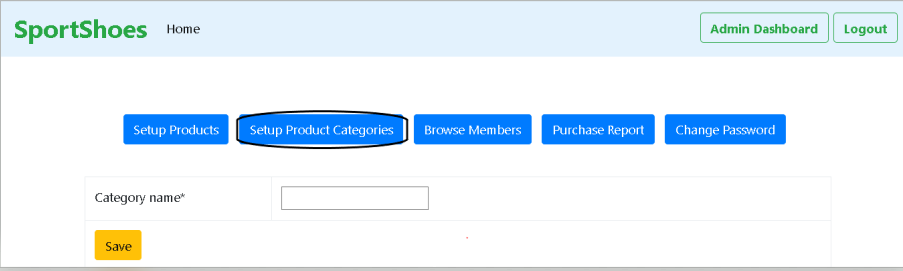 SportShoes Home Admin Dashboard Logout
Setup Products Setup Product Categories Browse Members Purchase Report Change Password
Category name*
Save